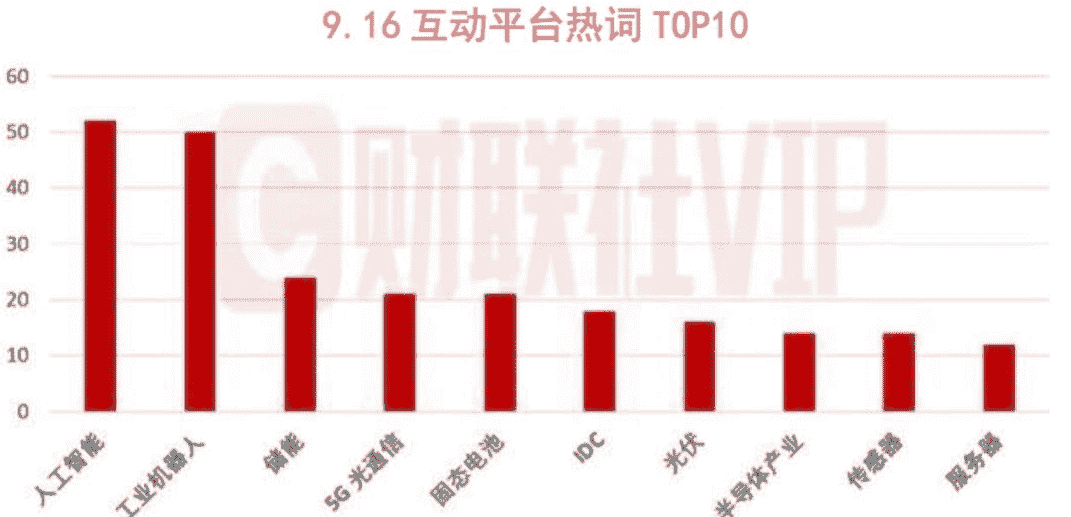 9.16 互动平台热词 TOP10
财联社VIP
60
50
40
30
20
10
0
人工智能
工业机器人
储能
5G 光通信
固态电池
IDC
光伏
半导体产业
传感器
服务器